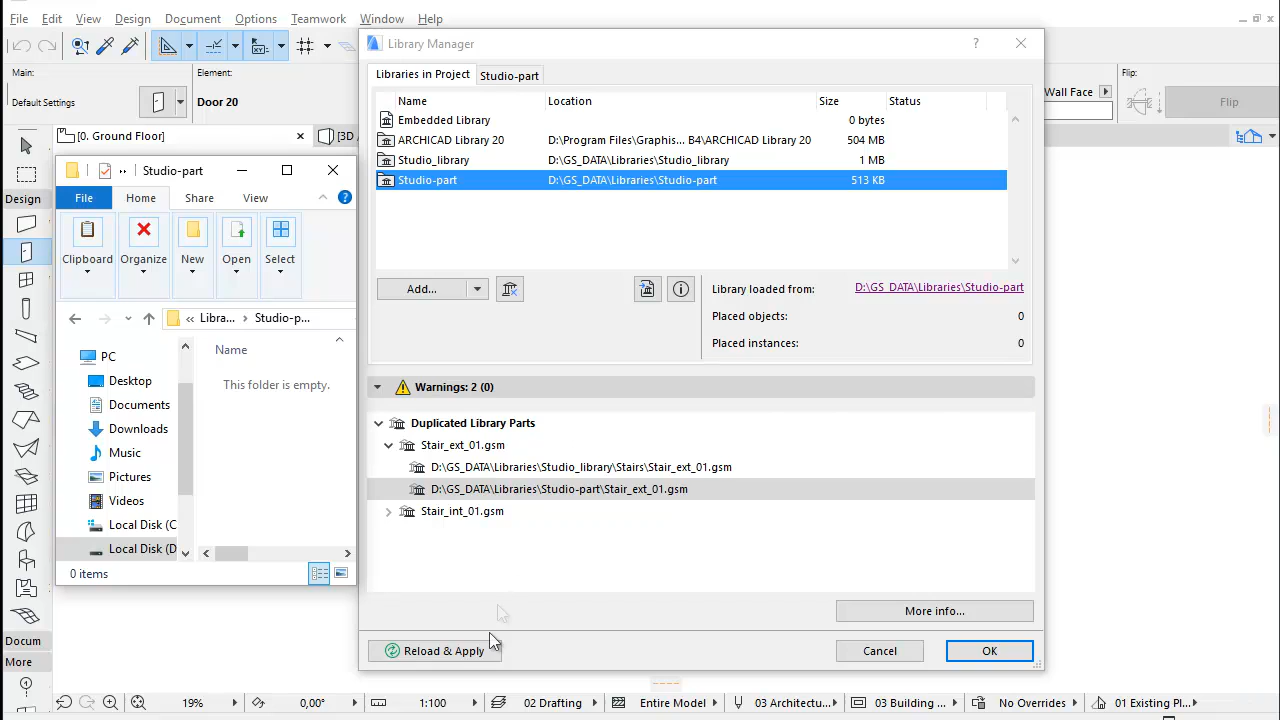 File Edit View Design Document Options Teamwork Window Help
Library Manager
Main:
Element:
Flip:
Default Settings
Door 20
Wall Face
Flip
Libraries in Project
Studio-part
Name Location Size Status
Embedded Library 0 bytes
ARCHICAD Library 20 D:\Program Files\Graphis... B4\ARCHICAD Library 20 504 MB
Studio_library D:\GS_DATA\Libraries\Studio_library 1 MB
Studio-part D:\GS_DATA\Libraries\Studio-part 513 KB
[0. Ground Floor]
[3D
Design
Studio-part
File Home Share View
Clipboard Organize New Open Select
Add...
Library loaded from: D:\GS_DATA\Libraries\Studio-part
Placed objects: 0
Placed instances: 0
« Libra... > Studio-p...
PC
Desktop
Documents
Downloads
Music
Pictures
Videos
Local Disk (C
Local Disk (D
Name
This folder is empty.
0 items
Warnings: 2 (0)
Duplicated Library Parts
Stair_ext_01.gsm
D:\GS_DATA\Libraries\Studio_library\Stairs\Stair_ext_01.gsm
D:\GS_DATA\Libraries\Studio-part\Stair_ext_01.gsm
Stair_int_01.gsm
More info...
Reload & Apply
Cancel
OK
Docum
More
19% 0,00° 1:100 02 Drafting Entire Model 03 Architectu... 03 Building ... No Overrides 01 Existing Pl...